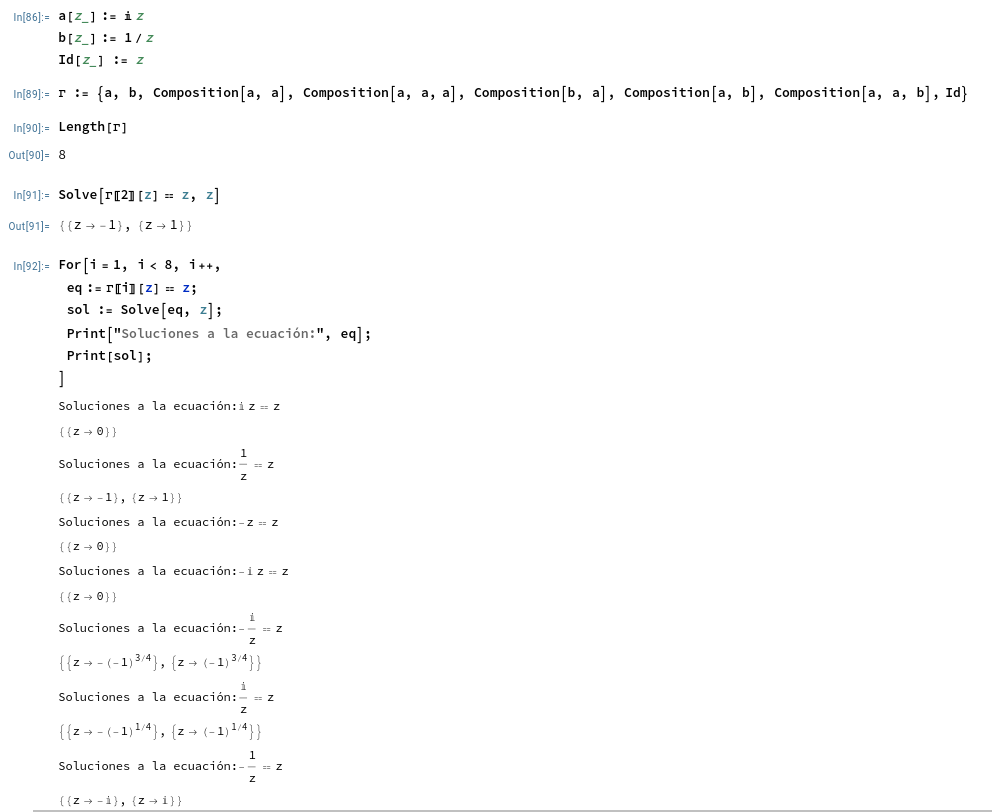 In[86]:= a[z_] := ⅈ z
b[z_] := 1 / z
Id[z_] := z
In[89]:= r := {a, b, Composition[a, a], Composition[a, a, a], Composition[b, a], Composition[a, b], Composition[a, a, b], Id}
In[90]:= Length[r]
Out[90]= 8
In[91]:= Solve[r〚2〛[z] == z, z]
Out[91]= {{z → -1}, {z → 1}}
In[92]:= For[i = 1, i < 8, i++,
eq := r〚i〛[z] == z;
sol := Solve[eq, z];
Print["Soluciones a la ecuación:", eq];
Print[sol];
]
Soluciones a la ecuación:ⅈ z == z
{{z → 0}}
Soluciones a la ecuación:1/z == z
{{z → -1}, {z → 1}}
Soluciones a la ecuación:-z == z
{{z → 0}}
Soluciones a la ecuación:-ⅈ z == z
{{z → 0}}
Soluciones a la ecuación:-ⅈ/z == z
{{z → -(-1)^3/4}, {z → (-1)^3/4}}
Soluciones a la ecuación:ⅈ/z == z
{{z → -(-1)^1/4}, {z → (-1)^1/4}}
Soluciones a la ecuación:-1/z == z
{{z → -ⅈ}, {z → ⅈ}}